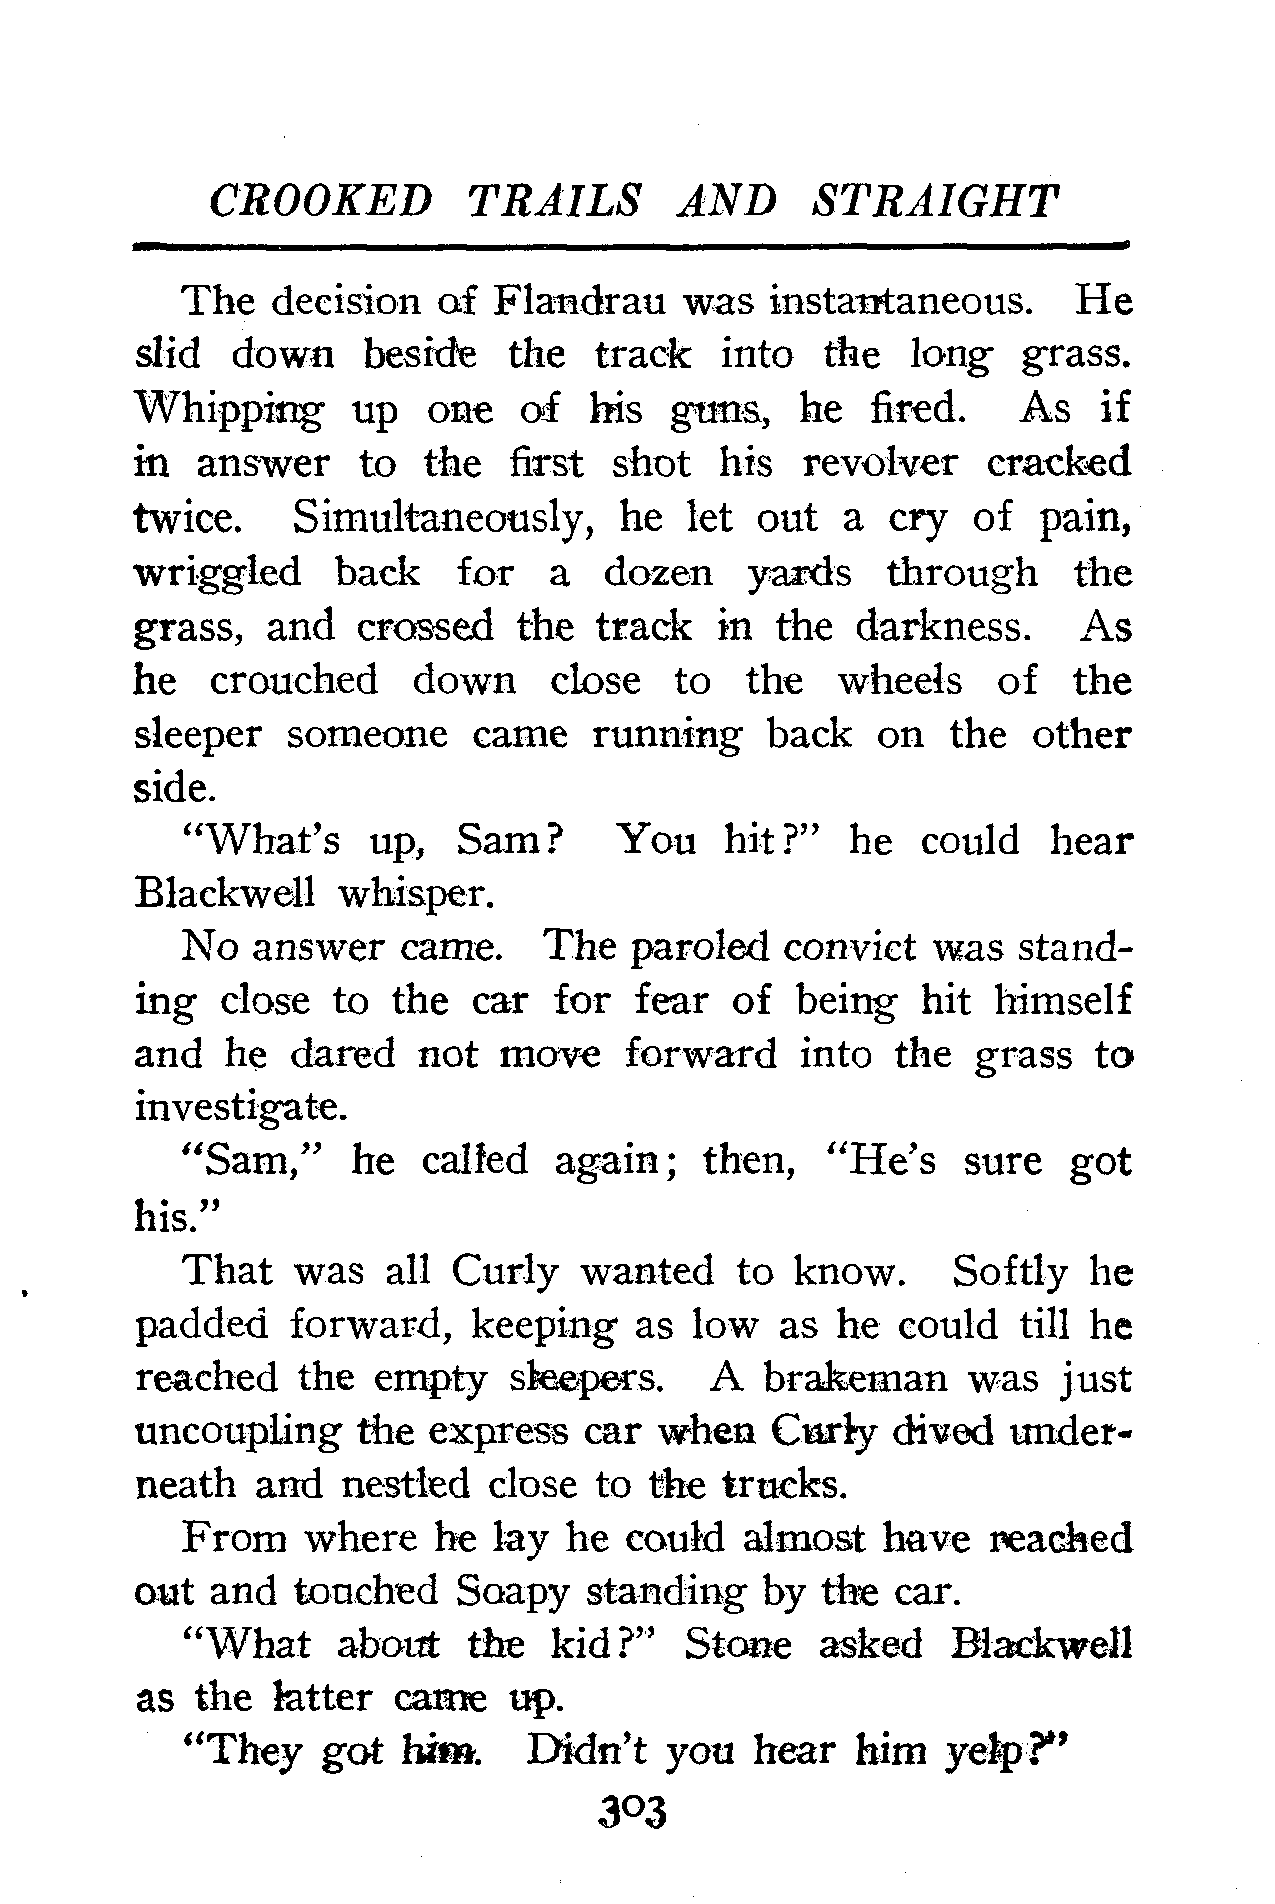 CROOKED TRAILS AND STRAIGHT
The decision of Flandrau was instantaneous. He
slid down beside the track into the long grass.
Whipping up one of his guns, he fired. As if
in answer to the first shot his revolver cracked
twice. Simultaneously, he let out a cry of pain,
wriggled back for a dozen yards through the
grass, and crossed the track in the darkness. As
he crouched down close to the wheels of the
sleeper someone came running back on the other
side.
“What’s up, Sam? You hit?” he could hear
Blackwell whisper.
No answer came. The paroled convict was stand-
ing close to the car for fear of being hit himself
and he dared not move forward into the grass to
investigate.
“Sam,” he called again; then, “He’s sure got
his.”
That was all Curly wanted to know. Softly he
padded forward, keeping as low as he could till he
reached the empty sleepers. A brakeman was just
uncoupling the express car when Curly dived under-
neath and nestled close to the trucks.
From where he lay he could almost have reached
out and touched Soapy standing by the car.
“What about the kid?” Stone asked Blackwell
as the latter came up.
“They got him. Didn’t you hear him yelp?”
303